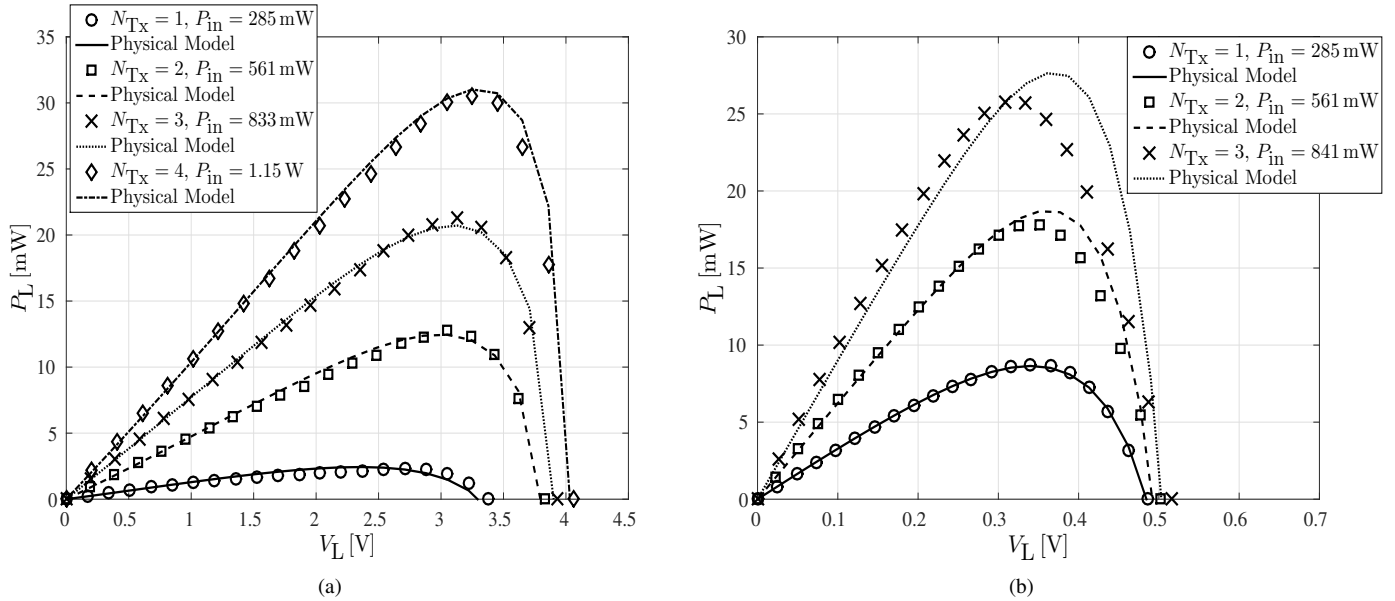 N_Tx = 1, P_in = 285 mW
Physical Model
N_Tx = 2, P_in = 561 mW
Physical Model
N_Tx = 3, P_in = 833 mW
Physical Model
N_Tx = 4, P_in = 1.15 W
Physical Model
35
30
25
20
15
10
5
0
P_L [mW]
0 0.5 1 1.5 2 2.5 3 3.5 4 4.5
V_L [V]
(a)
N_Tx = 1, P_in = 285 mW
Physical Model
N_Tx = 2, P_in = 561 mW
Physical Model
N_Tx = 3, P_in = 841 mW
Physical Model
30
25
20
15
10
5
0
P_L [mW]
0 0.1 0.2 0.3 0.4 0.5 0.6 0.7
V_L [V]
(b)